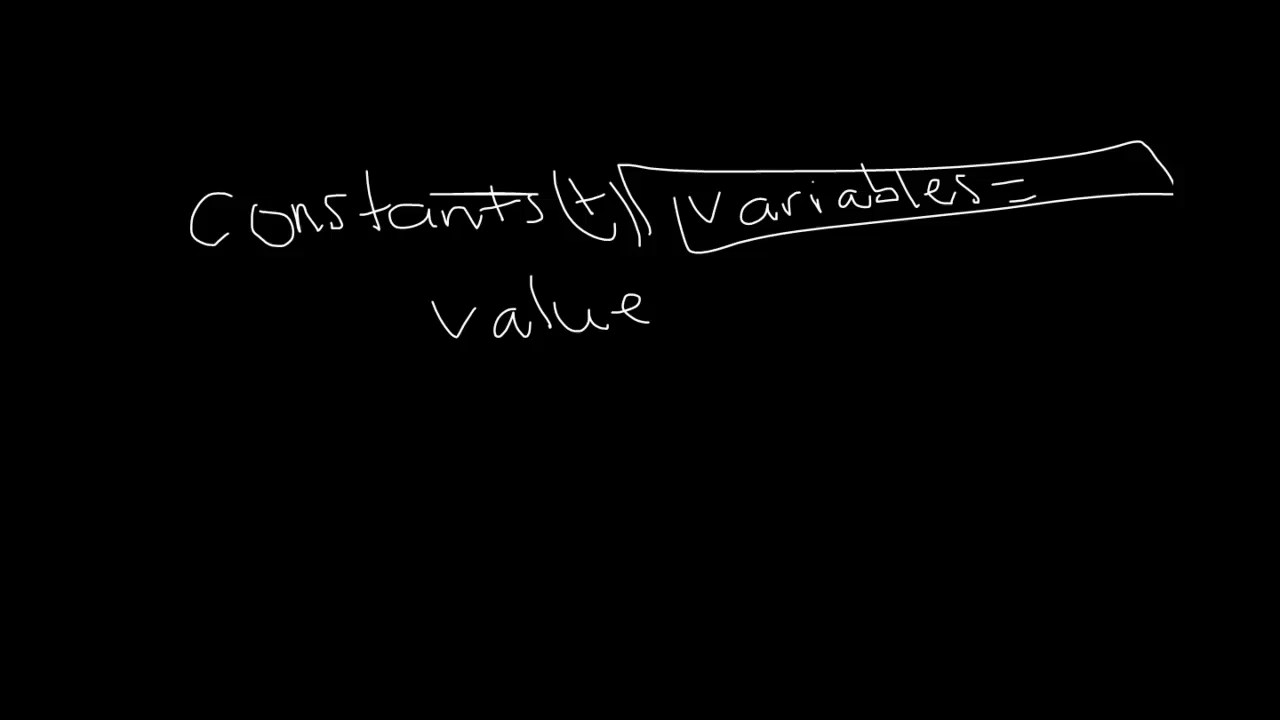 constants(t) variables =
value